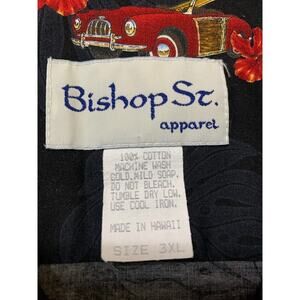 Bishop St.
apparel
100% COTTON
MACHINE WASH
COLD. MILD SOAP.
DO NOT BLEACH.
TUMBLE DRY LOW.
USE COOL IRON.
MADE IN HAWAII
SIZE 3XL